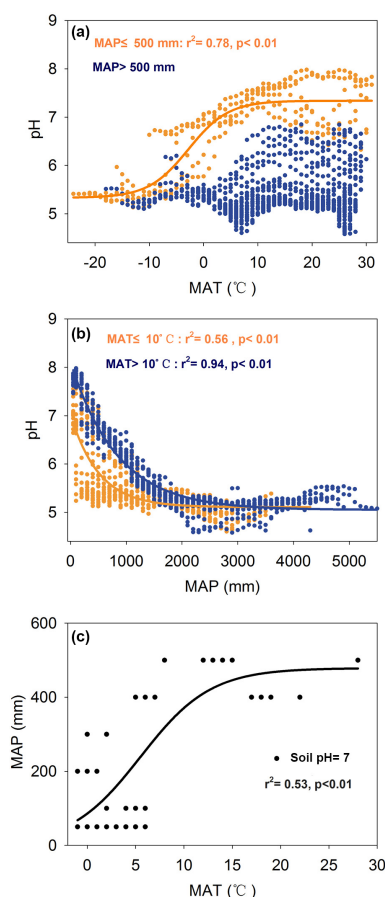 (a)
MAP≤ 500 mm: r²= 0.78, p< 0.01
MAP> 500 mm
9
8
7
6
5
pH
-20 -10 0 10 20 30
MAT (℃ )
(b)
MAT≤ 10° C : r²= 0.56 , p< 0.01
MAT> 10° C : r²= 0.94, p< 0.01
9
8
7
6
5
pH
0 1000 2000 3000 4000 5000
MAP (mm)
(c)
600
400
200
0
MAP (mm)
Soil pH= 7
r²= 0.53, p<0.01
0 5 10 15 20 25 30
MAT (℃ )